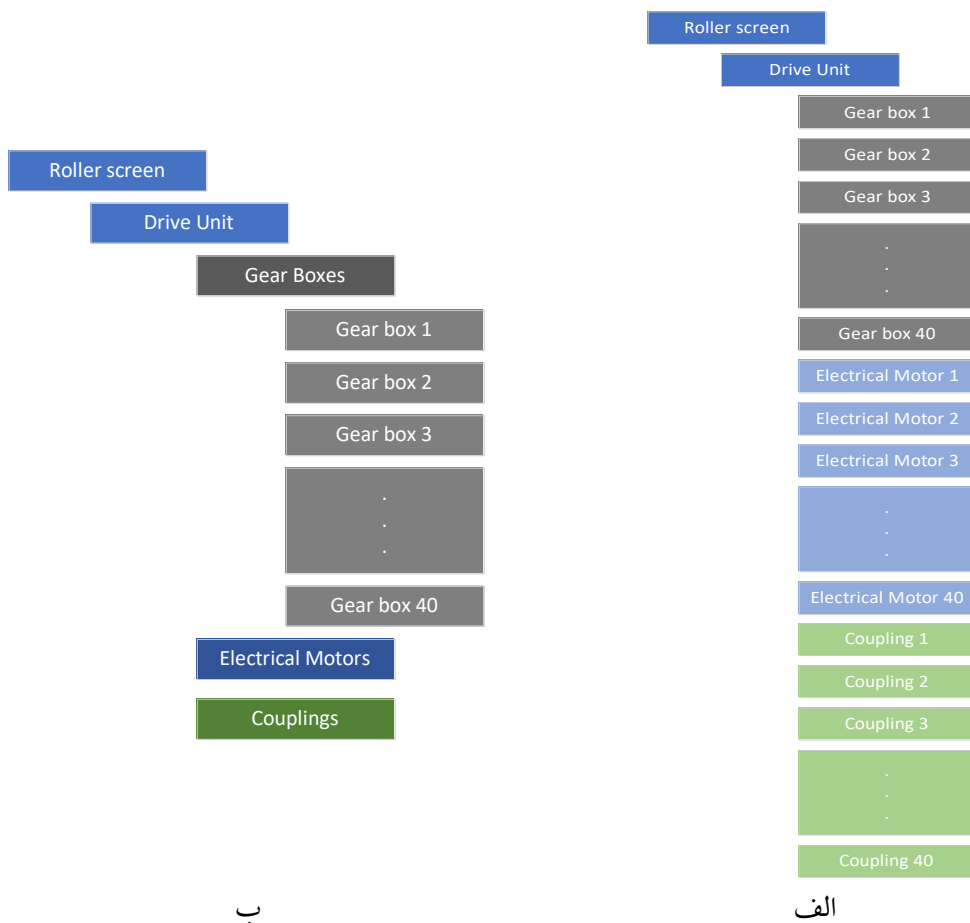 Roller screen
Drive Unit
Gear box 1
Gear box 2
Gear box 3
.
.
.
Gear box 40
Electrical Motor 1
Electrical Motor 2
Electrical Motor 3
.
.
.
Electrical Motor 40
Coupling 1
Coupling 2
Coupling 3
.
.
.
Coupling 40
الف
Roller screen
Drive Unit
Gear Boxes
Gear box 1
Gear box 2
Gear box 3
.
.
.
Gear box 40
Electrical Motors
Couplings
ب